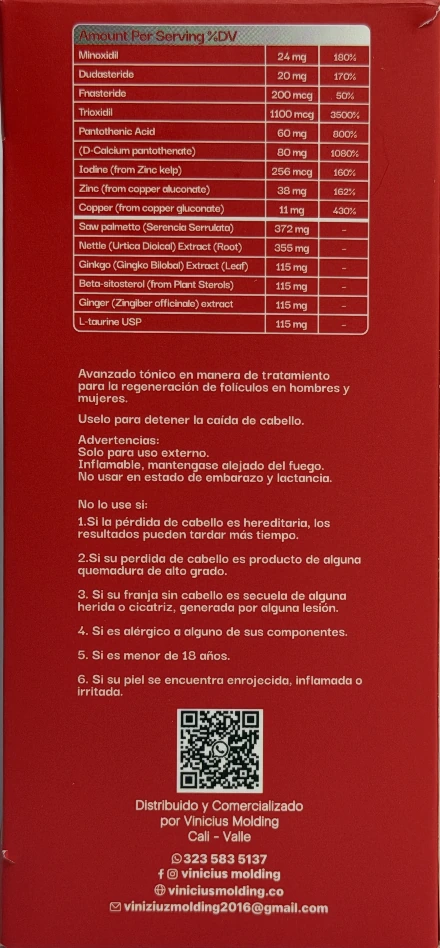 Amount Per Serving %DV
Minoxidil 24 mg 180%
Dudasteride 20 mg 170%
Fnasteride 200 mcg 50%
Trioxidil 1100 mcg 3500%
Pantothenic Acid 60 mg 800%
(D-Calcium pantothenate) 80 mg 1080%
Iodine (from Zinc kelp) 256 mcg 160%
Zinc (from copper aluconate) 38 mg 162%
Copper (from copper gluconate) 11 mg 430%
Saw palmetto (Serencia Serrulata) 372 mg -
Nettle (Urtica Dioical) Extract (Root) 355 mg -
Ginkgo (Gingko Bilobal) Extract (Leaf) 115 mg -
Beta-sitosterol (from Plant Sterols) 115 mg -
Ginger (Zingiber officinale) extract 115 mg -
L-taurine USP 115 mg -
Avanzado tónico en manera de tratamiento
para la regeneración de folículos en hombres y
mujeres.
Uselo para detener la caída de cabello.
Advertencias:
Solo para uso externo.
Inflamable, mantengase alejado del fuego.
No usar en estado de embarazo y lactancia.
No lo use si:
1.Si la pérdida de cabello es hereditaria, los
resultados pueden tardar más tiempo.
2.Si su perdida de cabello es producto de alguna
quemadura de alto grado.
3. Si su franja sin cabello es secuela de alguna
herida o cicatriz, generada por alguna lesión.
4. Si es alérgico a alguno de sus componentes.
5. Si es menor de 18 años.
6. Si su piel se encuentra enrojecida, inflamada o
irritada.
Distribuido y Comercializado
por Vinicius Molding
Cali - Valle
323 583 5137
vinicius molding
viniciusmolding.co
viniziuzmolding2016@gmail.com